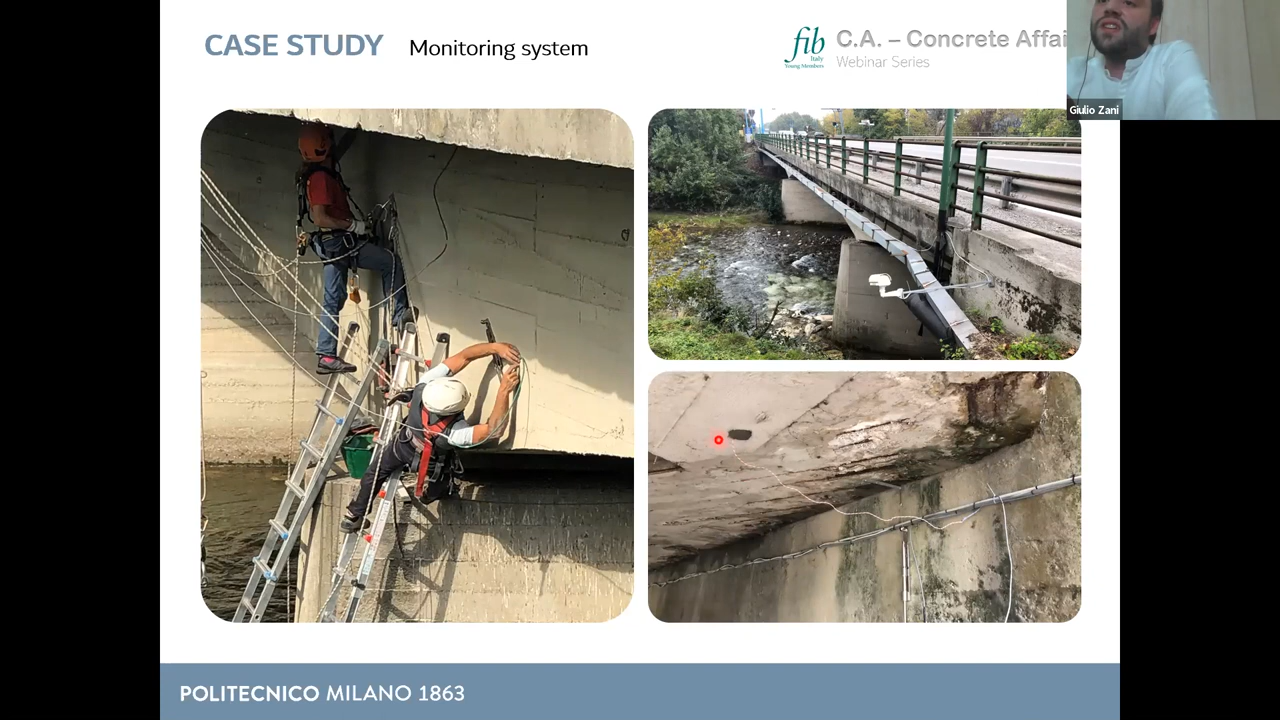 CASE STUDY Monitoring system
fib
Italy
Young Members
C.A. – Concrete Affai
Webinar Series
Giulio Zani
POLITECNICO MILANO 1863